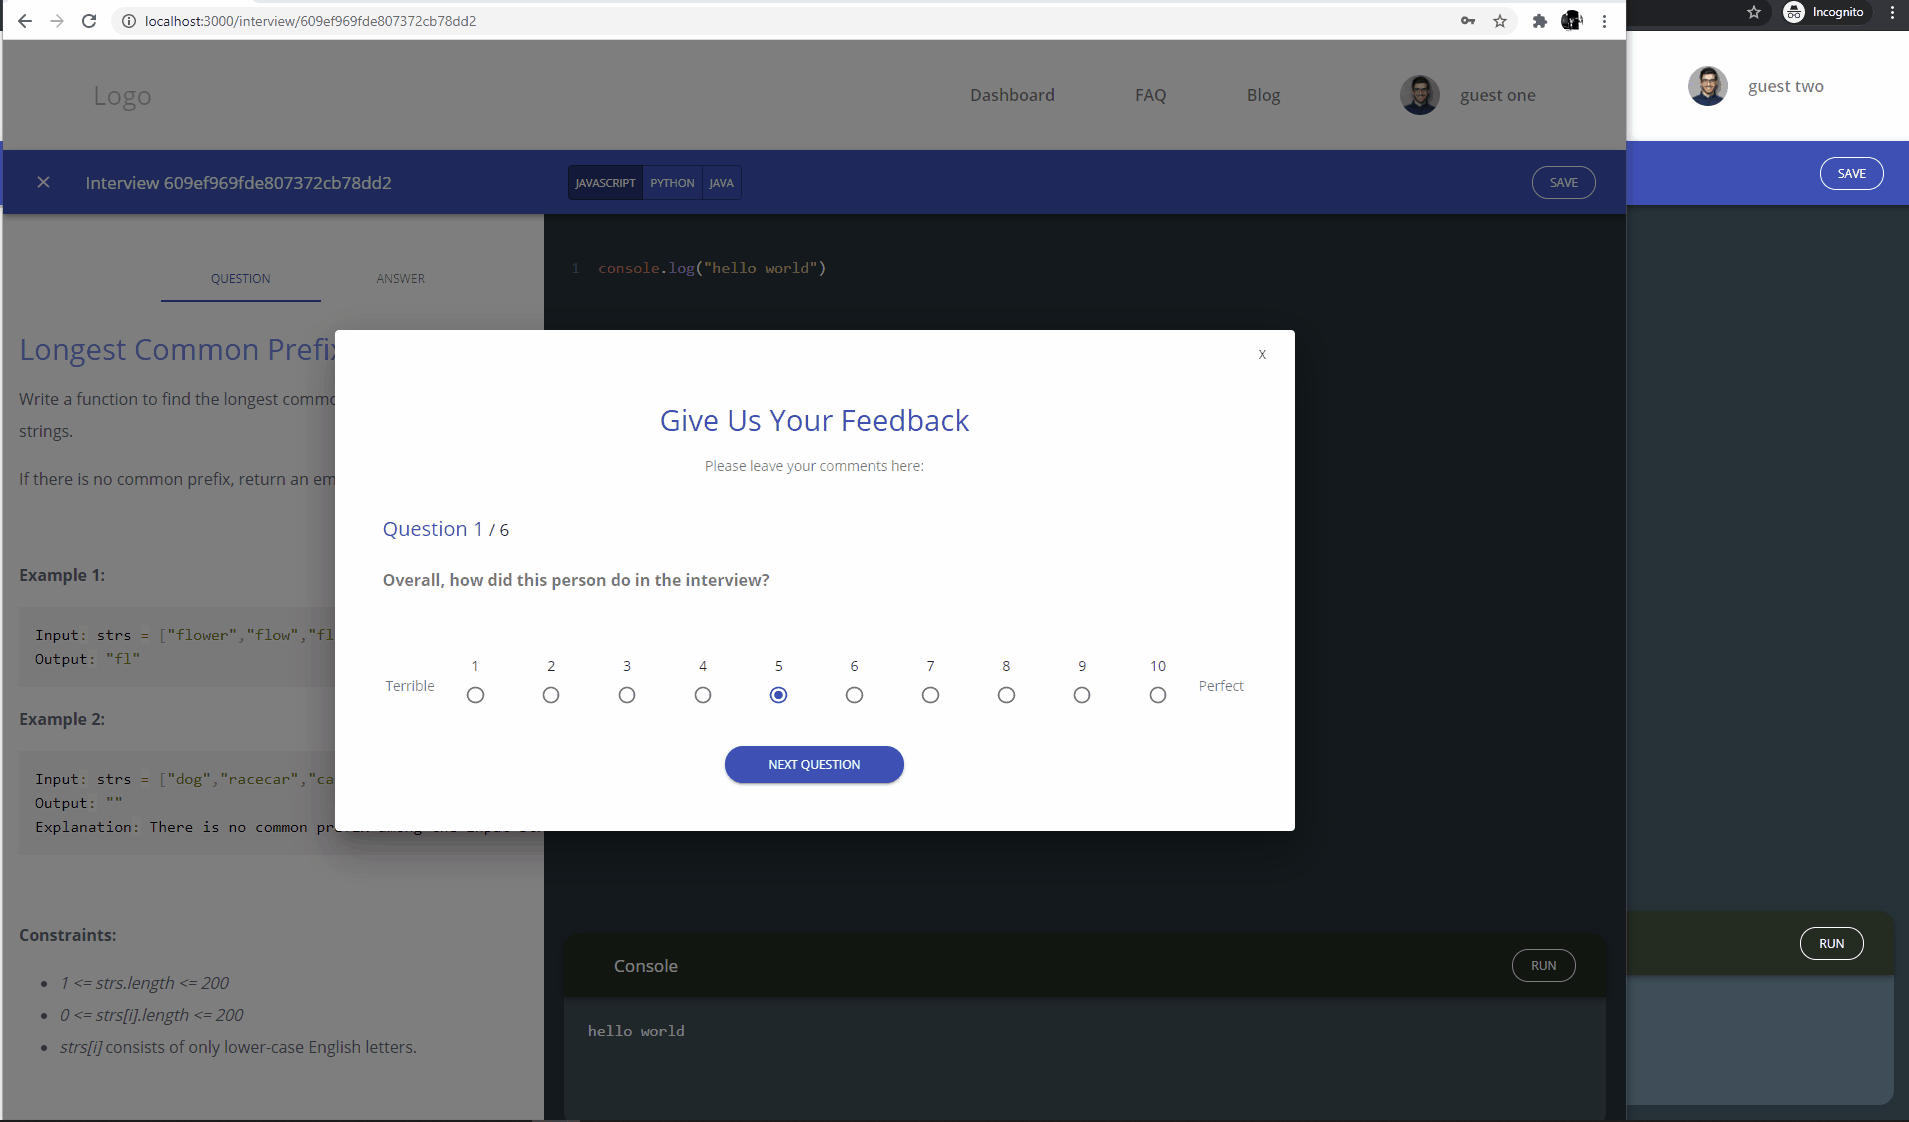 localhost:3000/interview/609ef969fde807372cb78dd2
Incognito
Logo
Dashboard
FAQ
Blog
guest one
guest two
Interview 609ef969fde807372cb78dd2
JAVASCRIPT
PYTHON
JAVA
SAVE
SAVE
QUESTION
ANSWER
1 console.log("hello world")
Longest Common Prefix
Write a function to find the longest commo
strings.
If there is no common prefix, return an em
Example 1:
Input: strs = ["flower","flow","fl
Output: "fl"
Example 2:
Input: strs = ["dog","racecar","ca
Output: ""
Explanation: There is no common prefix among the input
Constraints:
1 <= strs.length <= 200
0 <= strs[i].length <= 200
strs[i] consists of only lower-case English letters.
X
Give Us Your Feedback
Please leave your comments here:
Question 1 / 6
Overall, how did this person do in the interview?
Terrible
1 2 3 4 5 6 7 8 9 10
Perfect
NEXT QUESTION
Console
RUN
RUN
hello world